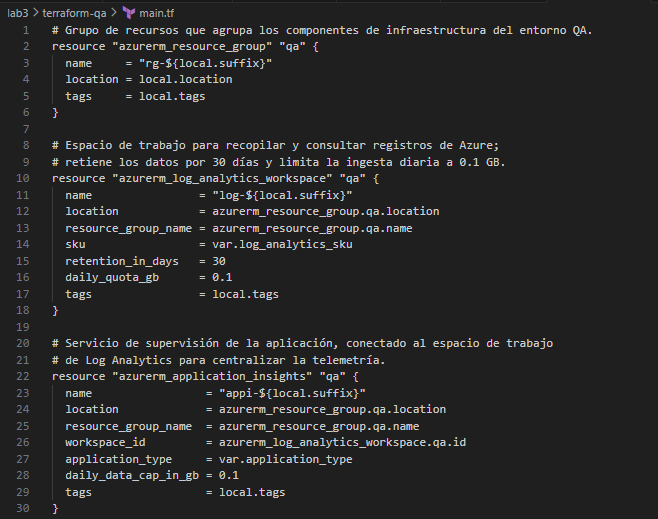 lab3 > terraform-qa > main.tf
1 # Grupo de recursos que agrupa los componentes de infraestructura del entorno QA.
2 resource "azurerm_resource_group" "qa" {
3   name     = "rg-${local.suffix}"
4   location = local.location
5   tags     = local.tags
6 }
7
8 # Espacio de trabajo para recopilar y consultar registros de Azure;
9 # retiene los datos por 30 días y limita la ingesta diaria a 0.1 GB.
10 resource "azurerm_log_analytics_workspace" "qa" {
11   name                = "log-${local.suffix}"
12   location            = azurerm_resource_group.qa.location
13   resource_group_name = azurerm_resource_group.qa.name
14   sku                 = var.log_analytics_sku
15   retention_in_days   = 30
16   daily_quota_gb      = 0.1
17   tags                = local.tags
18 }
19
20 # Servicio de supervisión de la aplicación, conectado al espacio de trabajo
21 # de Log Analytics para centralizar la telemetría.
22 resource "azurerm_application_insights" "qa" {
23   name                 = "appi-${local.suffix}"
24   location             = azurerm_resource_group.qa.location
25   resource_group_name  = azurerm_resource_group.qa.name
26   workspace_id         = azurerm_log_analytics_workspace.qa.id
27   application_type     = var.application_type
28   daily_data_cap_in_gb = 0.1
29   tags                 = local.tags
30 }